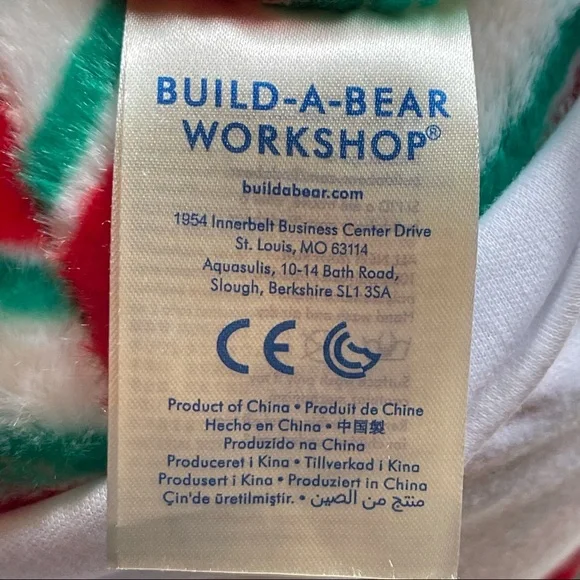 BUILD-A-BEAR
WORKSHOP®
buildabear.com
1954 Innerbelt Business Center Drive
St. Louis, MO 63114
Aquasulis, 10-14 Bath Road,
Slough, Berkshire SL1 3SA
CE
Product of China • Produit de Chine
Hecho en China • 中国製
Produzido na China
Produceret i Kina • Tillverkad i Kina
Produsert i Kina • Produziert in China
Çin'de üretilmiştir. • منتج من الصين